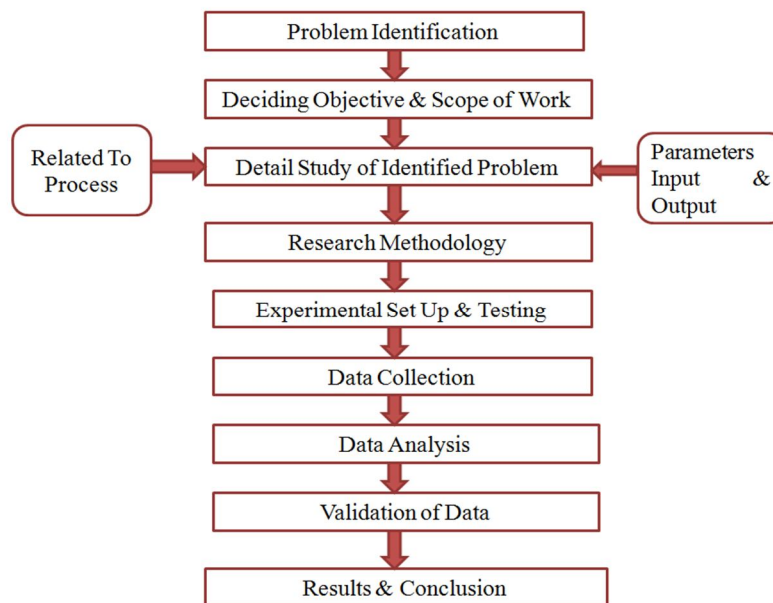 Problem Identification
Deciding Objective & Scope of Work
Related To
Process
Detail Study of Identified Problem
Parameters
Input &
Output
Research Methodology
Experimental Set Up & Testing
Data Collection
Data Analysis
Validation of Data
Results & Conclusion